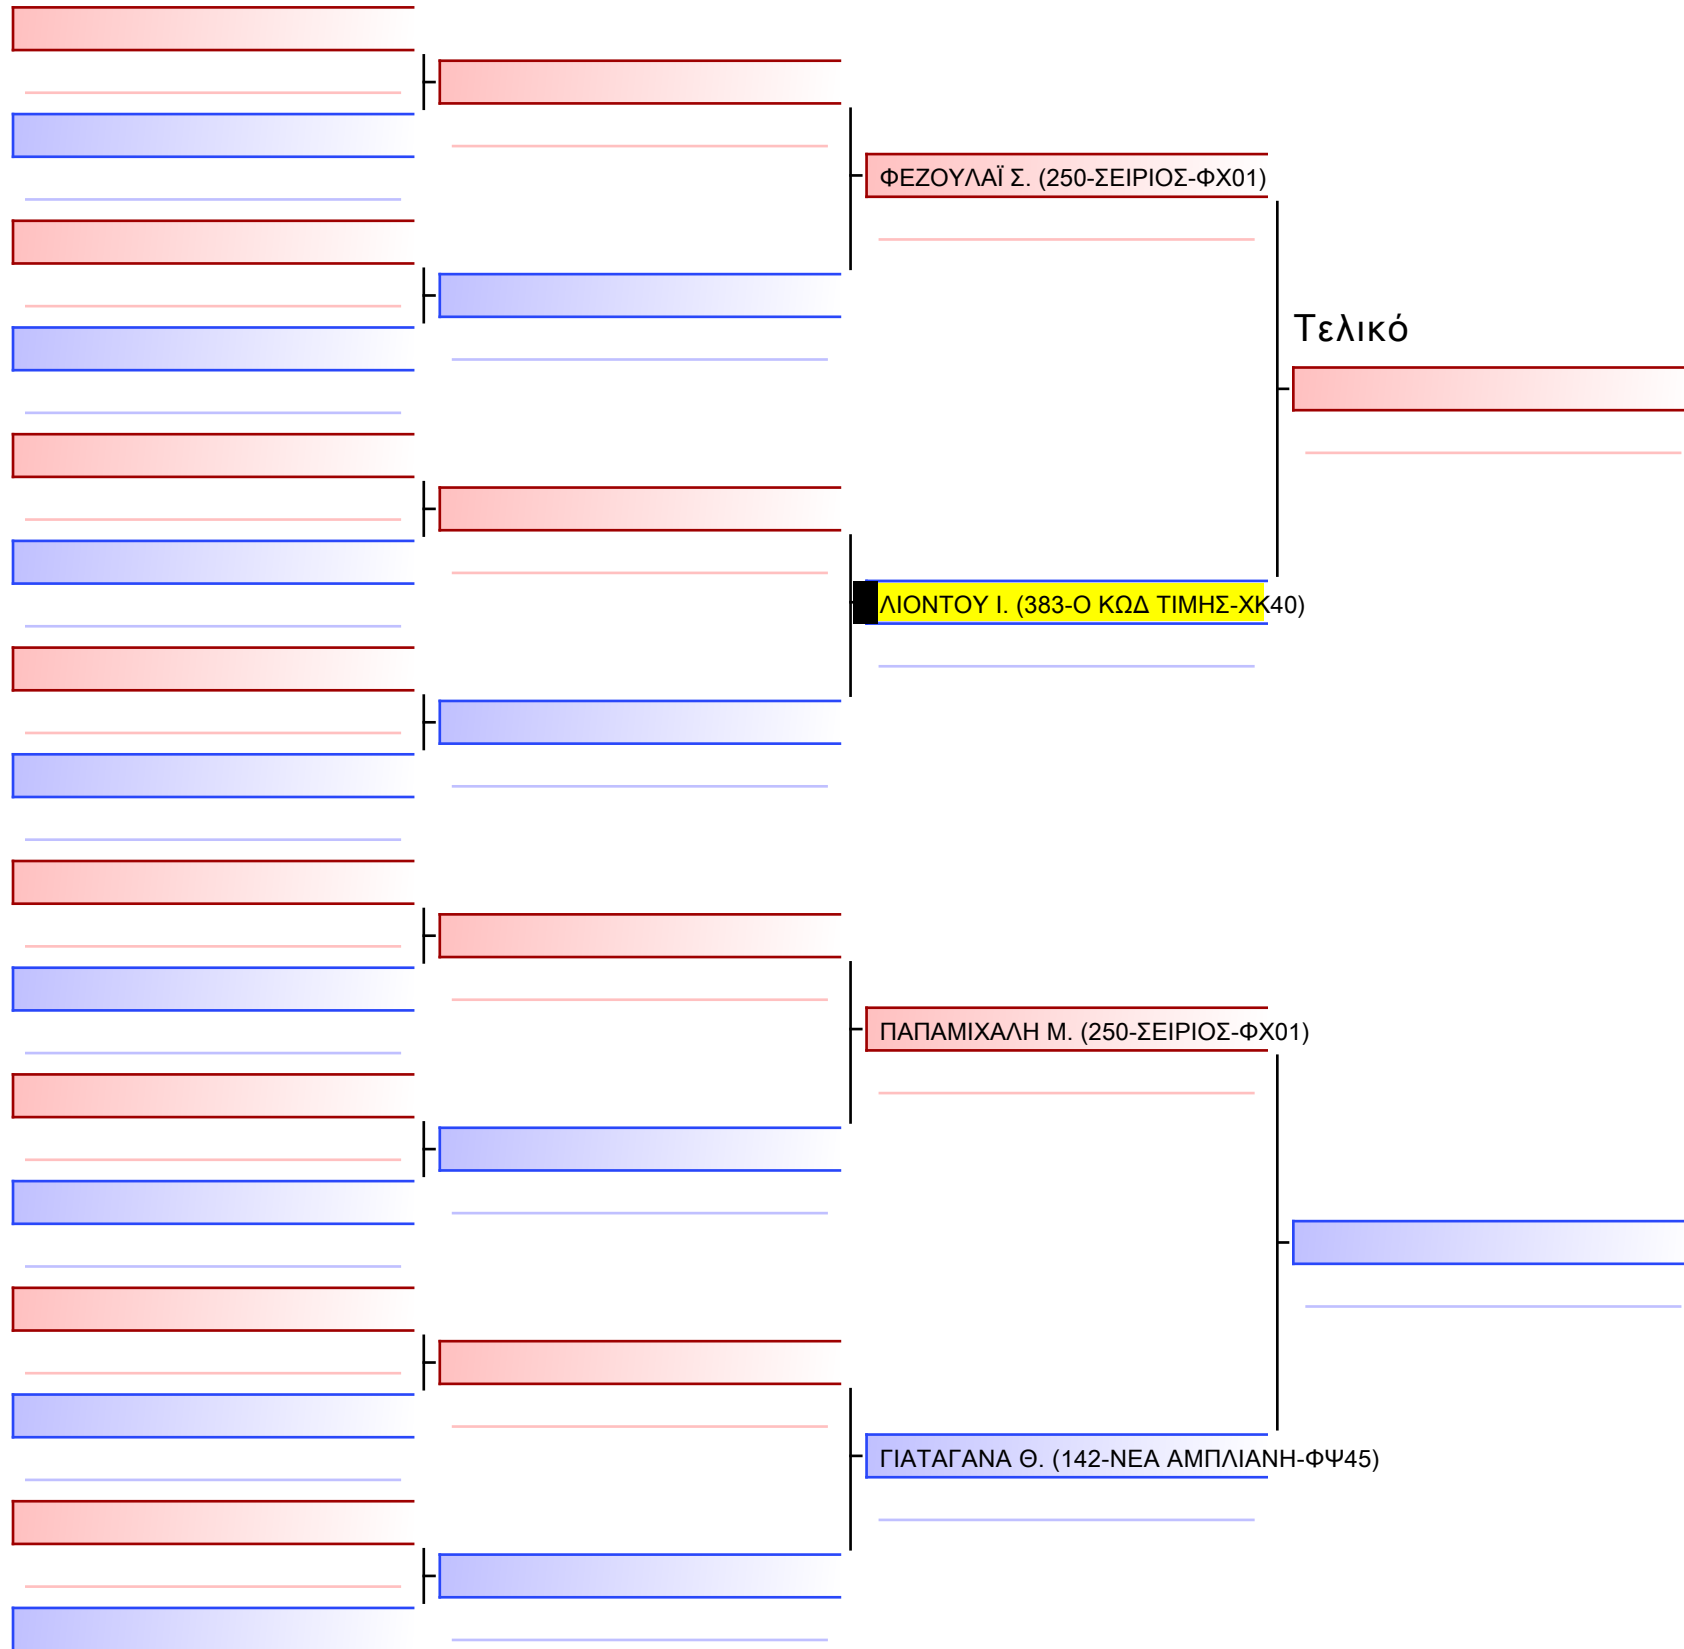 ΦΕΖΟΥΛΑΪ Σ. (250-ΣΕΙΡΙΟΣ-ΦΧ01)
Τελικό
ΛΙΟΝΤΟΥ Ι. (383-Ο ΚΩΔ ΤΙΜΗΣ-ΧΚ40)
ΠΑΠΑΜΙΧΑΛΗ Μ. (250-ΣΕΙΡΙΟΣ-ΦΧ01)
ΓΙΑΤΑΓΑΝΑ Θ. (142-ΝΕΑ ΑΜΠΛΙΑΝΗ-ΦΨ45)